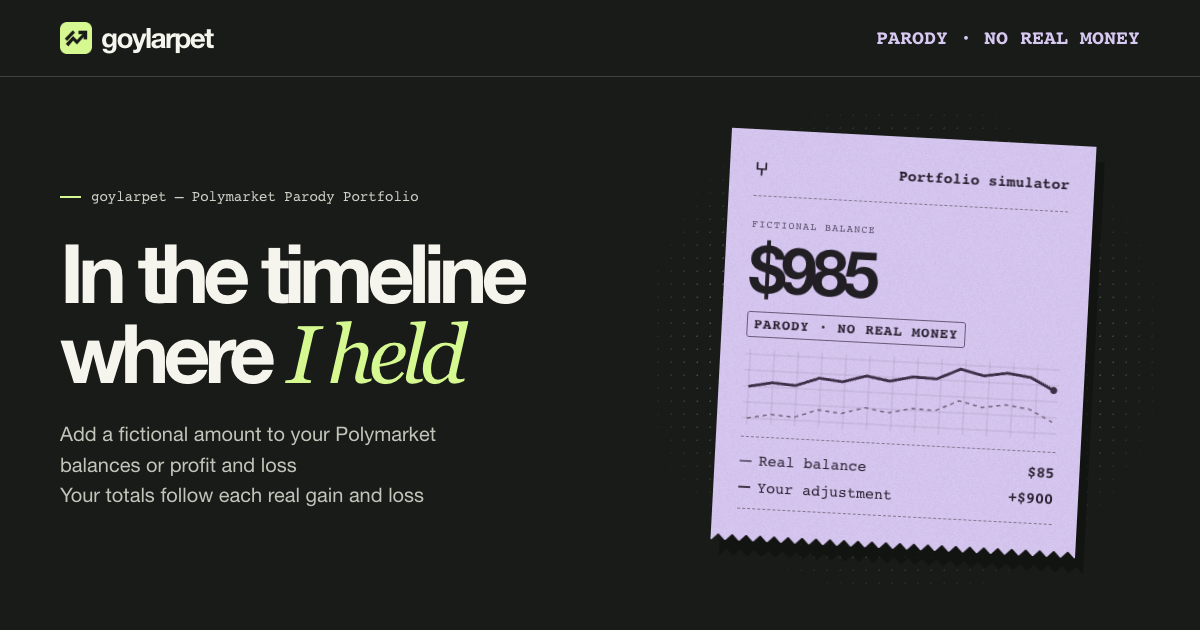 goylarpet
PARODY · NO REAL MONEY
goylarpet — Polymarket Parody Portfolio
In the timeline
where I held
Add a fictional amount to your Polymarket
balances or profit and loss
Your totals follow each real gain and loss
Portfolio simulator
FICTIONAL BALANCE
$985
PARODY · NO REAL MONEY
— Real balance $85
— Your adjustment +$900